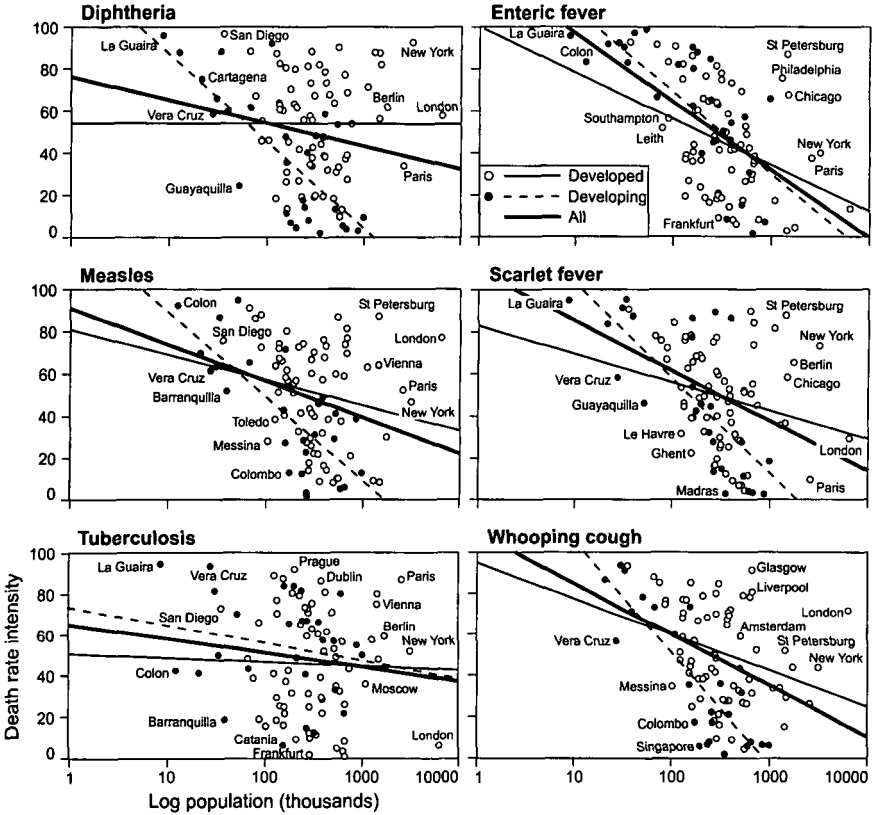 Diphtheria
100
80
60
40
20
0
La Guaira
San Diego
New York
Cartagena
Berlin
Vera Cruz
London
Guayaquilla
Paris
Enteric fever
La Guaira
St Petersburg
Colon
Philadelphia
Chicago
Southampton
Leith
New York
Paris
Developed
Developing
All
Frankfurt
Measles
100
80
60
40
20
0
Colon
St Petersburg
San Diego
London
Vera Cruz
Vienna
Barranquilla
Paris
New York
Toledo
Messina
Colombo
Scarlet fever
La Guaira
St Petersburg
New York
Vera Cruz
Berlin
Chicago
Guayaquilla
Le Havre
Ghent
London
Madras
Paris
Tuberculosis
100
80
60
40
20
0
La Guaira
Vera Cruz
Prague
Dublin
Paris
San Diego
Vienna
Berlin
New York
Colon
Moscow
Barranquilla
Catania
Frankfurt
London
1
10
100
1000
10000
Log population (thousands)
Death rate intensity
Whooping cough
Glasgow
Liverpool
London
Vera Cruz
Amsterdam
St Petersburg
New York
Messina
Colombo
Singapore
1
10
100
1000
10000